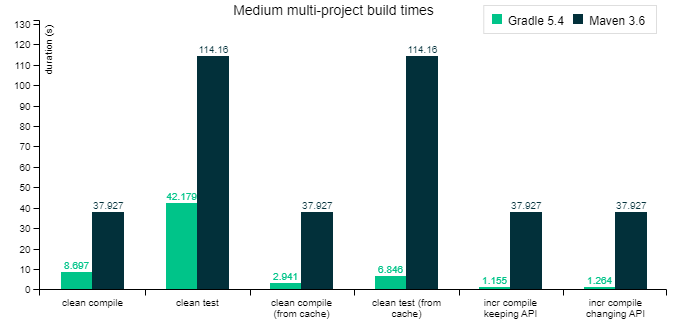 Medium multi-project build times
Gradle 5.4
Maven 3.6
duration (s)
130
120
110
100
90
80
70
60
50
40
30
20
10
0
8.697
37.927
42.179
114.16
2.941
37.927
6.846
114.16
1.155
37.927
1.264
37.927
clean compile
clean test
clean compile
(from cache)
clean test (from
cache)
incr compile
keeping API
incr compile
changing API